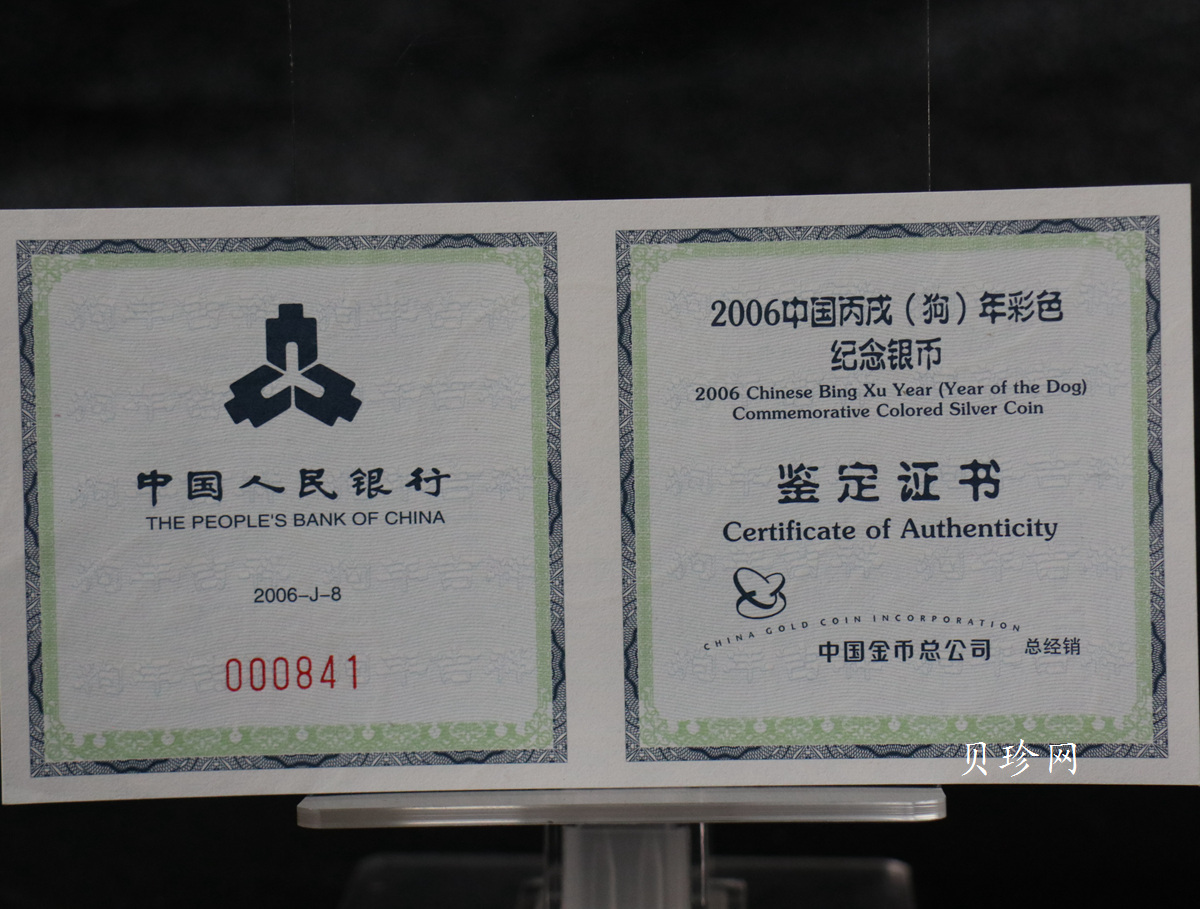 中国人民银行
THE PEOPLE'S BANK OF CHINA
2006-J-8
000841
2006中国丙戌（狗）年彩色
纪念银币
2006 Chinese Bing Xu Year (Year of the Dog)
Commemorative Colored Silver Coin
鉴定证书
Certificate of Authenticity
CHINA GOLD COIN INCORPORATION
中国金币总公司 总经销
贝珍网